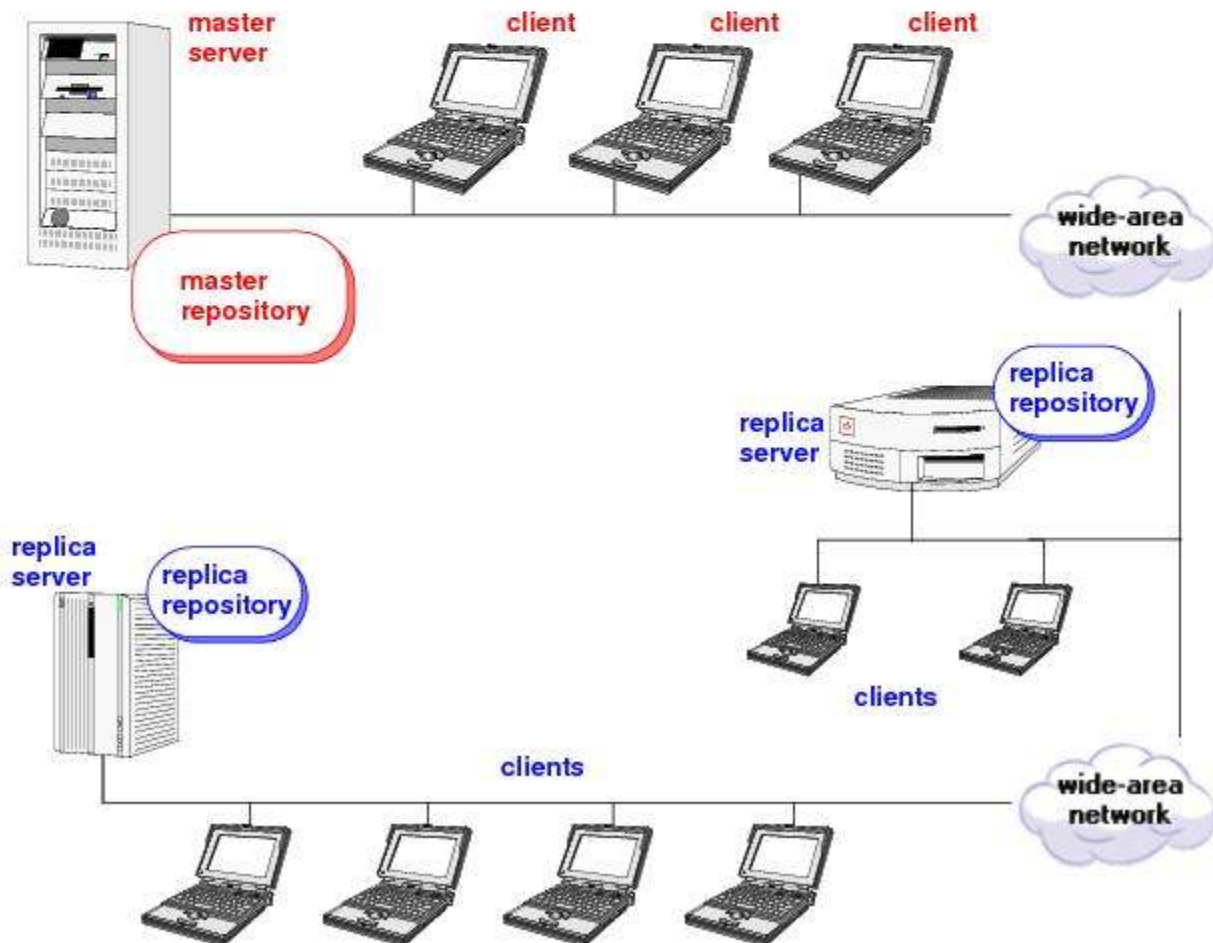 master
server
client
client
client
wide-area
network
master
repository
replica
repository
replica
server
replica
server
replica
repository
clients
clients
wide-area
network